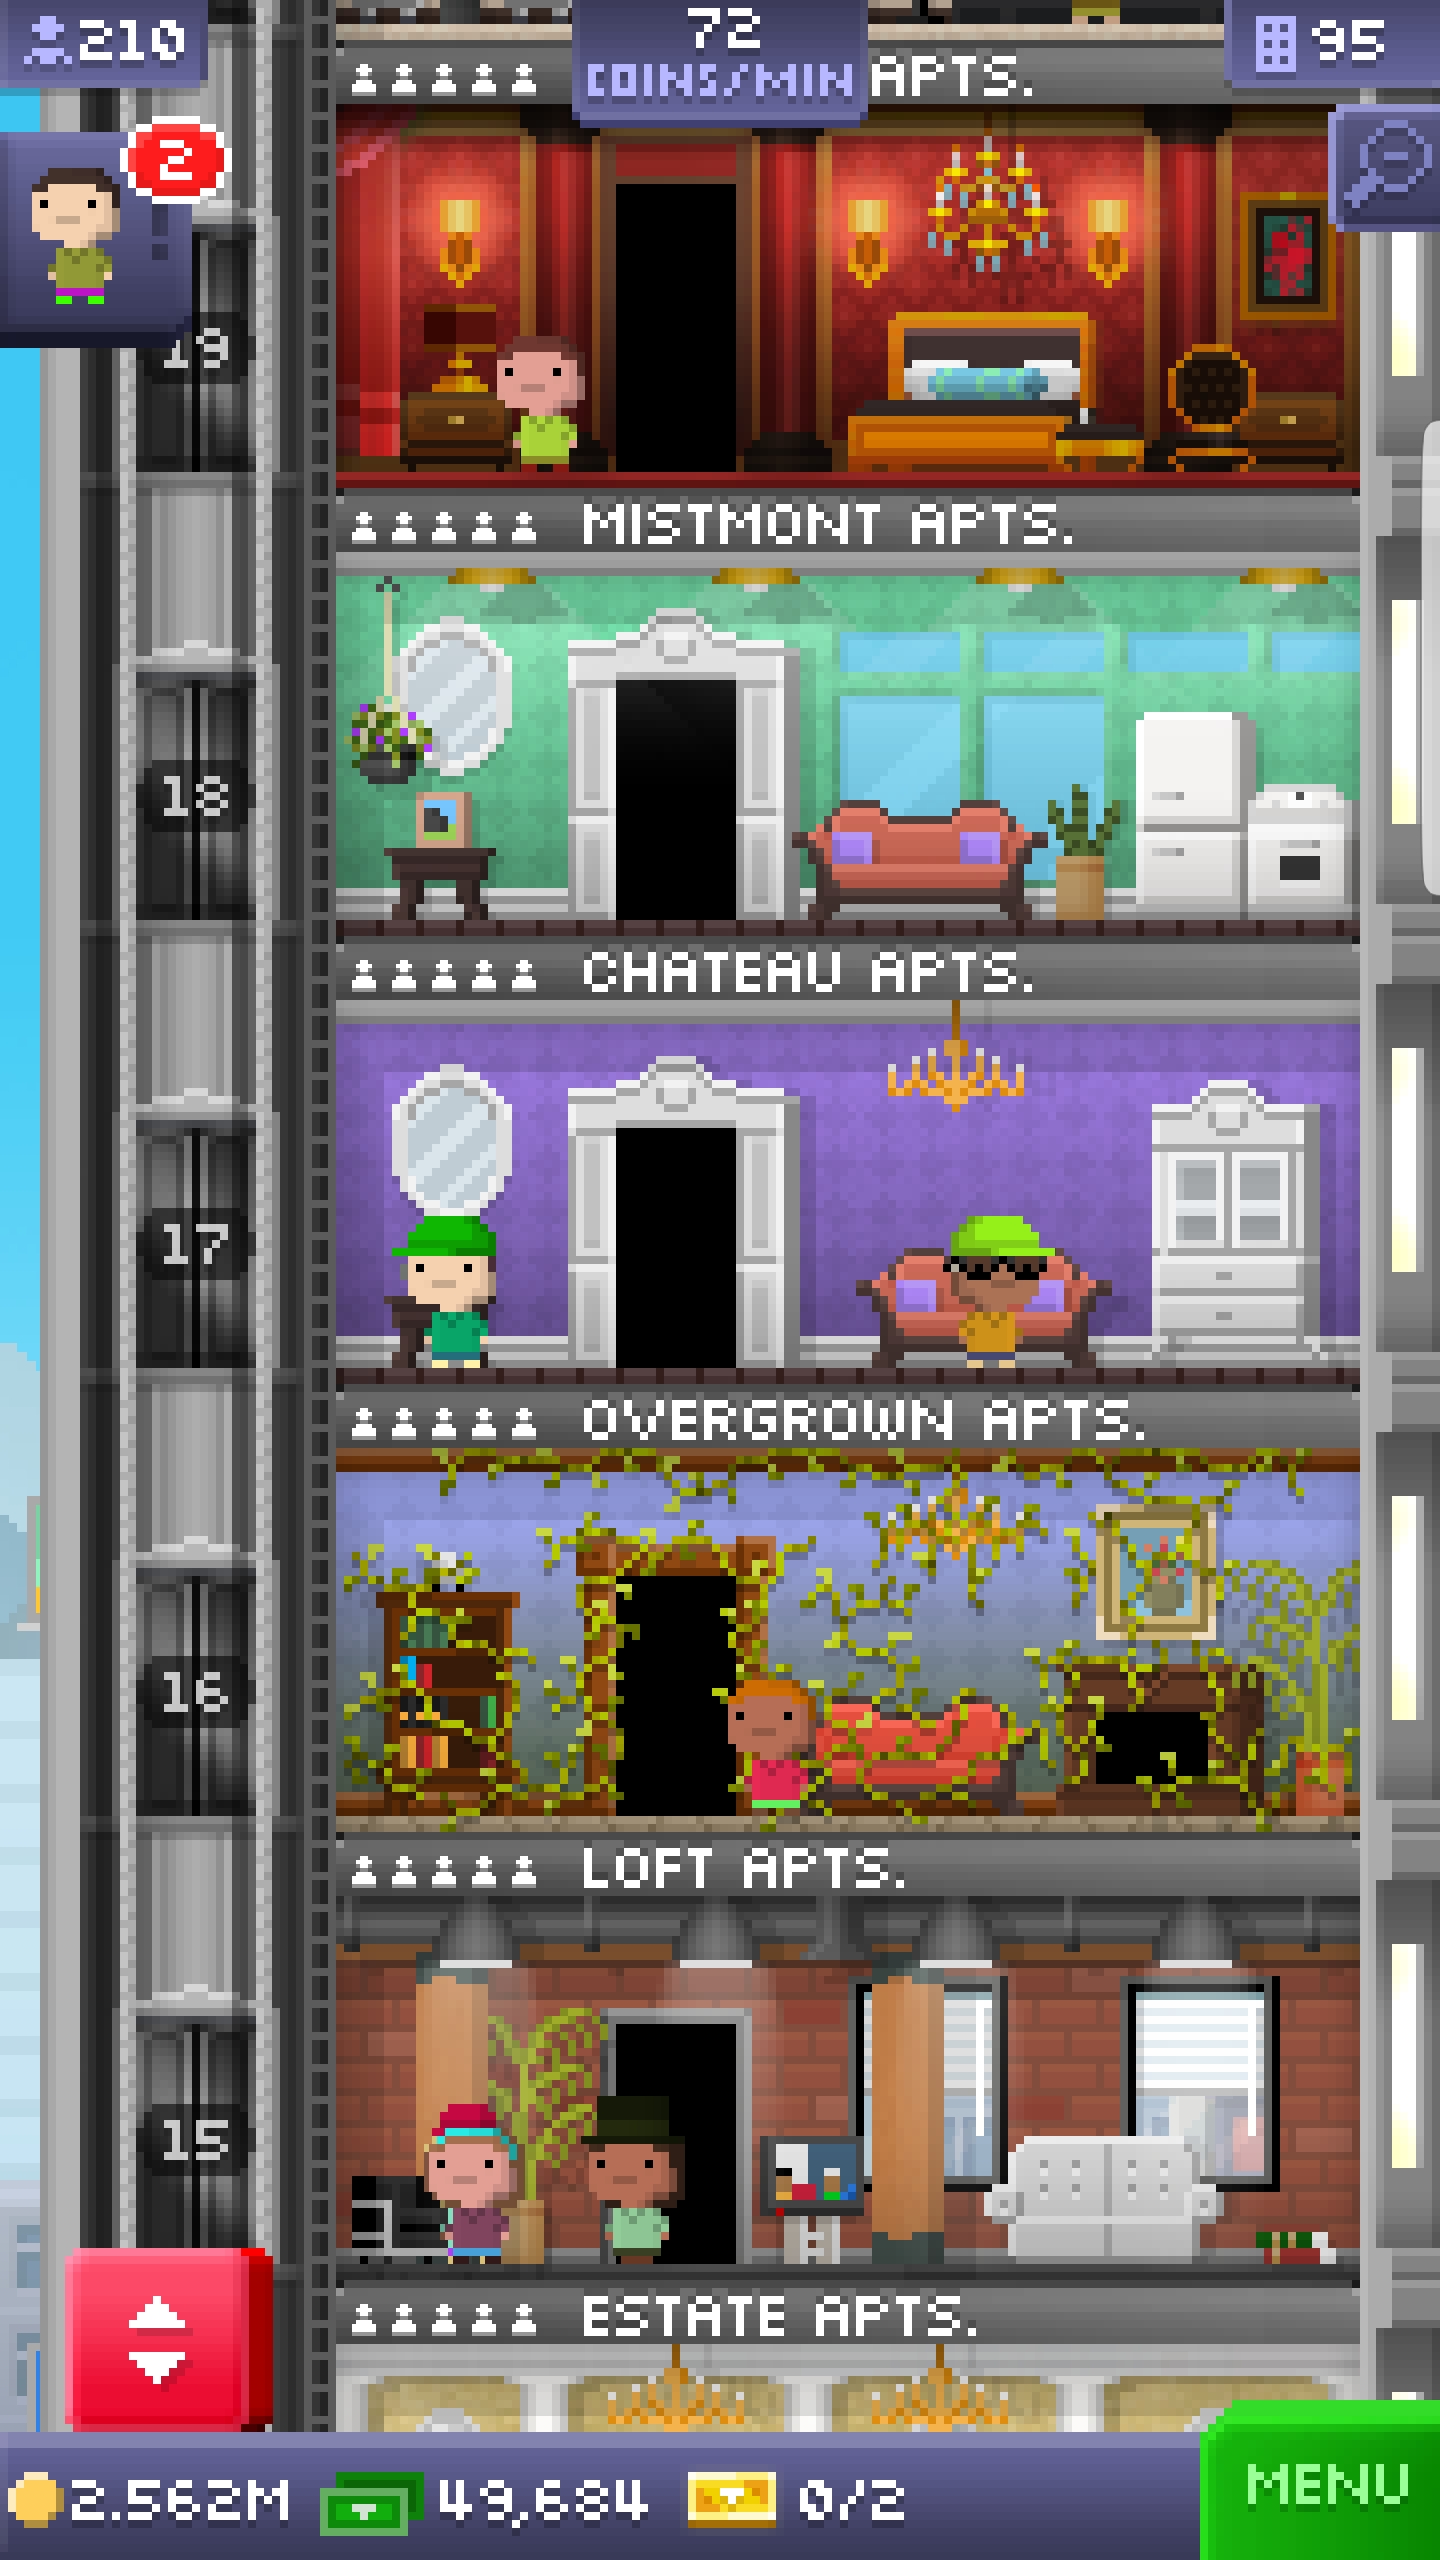 210
72
COINS/MIN
95
APTS.
2
19
MISTMONT APTS.
18
CHATEAU APTS.
17
OVERGROWN APTS.
16
LOFT APTS.
15
ESTATE APTS.
2.562M 49,684 0/2
MENU